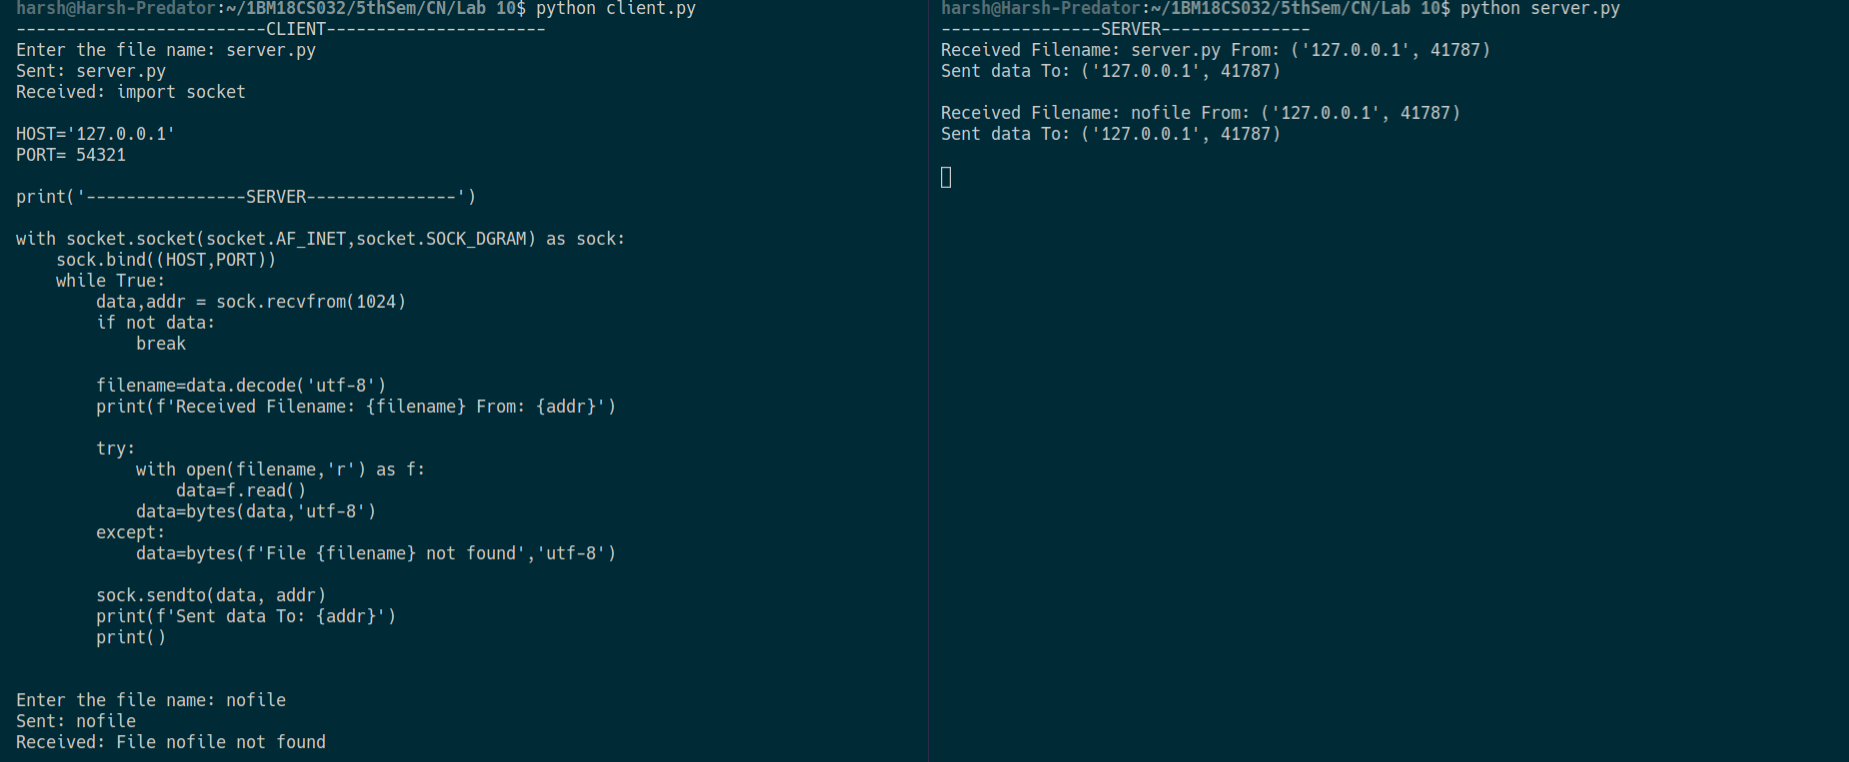 harsh@Harsh-Predator:~/1BM18CS032/5thSem/CN/Lab 10$ python client.py
-------------------------CLIENT----------------------
Enter the file name: server.py
Sent: server.py
Received: import socket

HOST='127.0.0.1'
PORT= 54321

print('----------------SERVER---------------')

with socket.socket(socket.AF_INET,socket.SOCK_DGRAM) as sock:
    sock.bind((HOST,PORT))
    while True:
        data,addr = sock.recvfrom(1024)
        if not data:
            break

        filename=data.decode('utf-8')
        print(f'Received Filename: {filename} From: {addr}')

        try:
            with open(filename,'r') as f:
                data=f.read()
            data=bytes(data,'utf-8')
        except:
            data=bytes(f'File {filename} not found','utf-8')

        sock.sendto(data, addr)
        print(f'Sent data To: {addr}')
        print()

Enter the file name: nofile
Sent: nofile
Received: File nofile not found
harsh@Harsh-Predator:~/1BM18CS032/5thSem/CN/Lab 10$ python server.py
----------------SERVER---------------
Received Filename: server.py From: ('127.0.0.1', 41787)
Sent data To: ('127.0.0.1', 41787)

Received Filename: nofile From: ('127.0.0.1', 41787)
Sent data To: ('127.0.0.1', 41787)